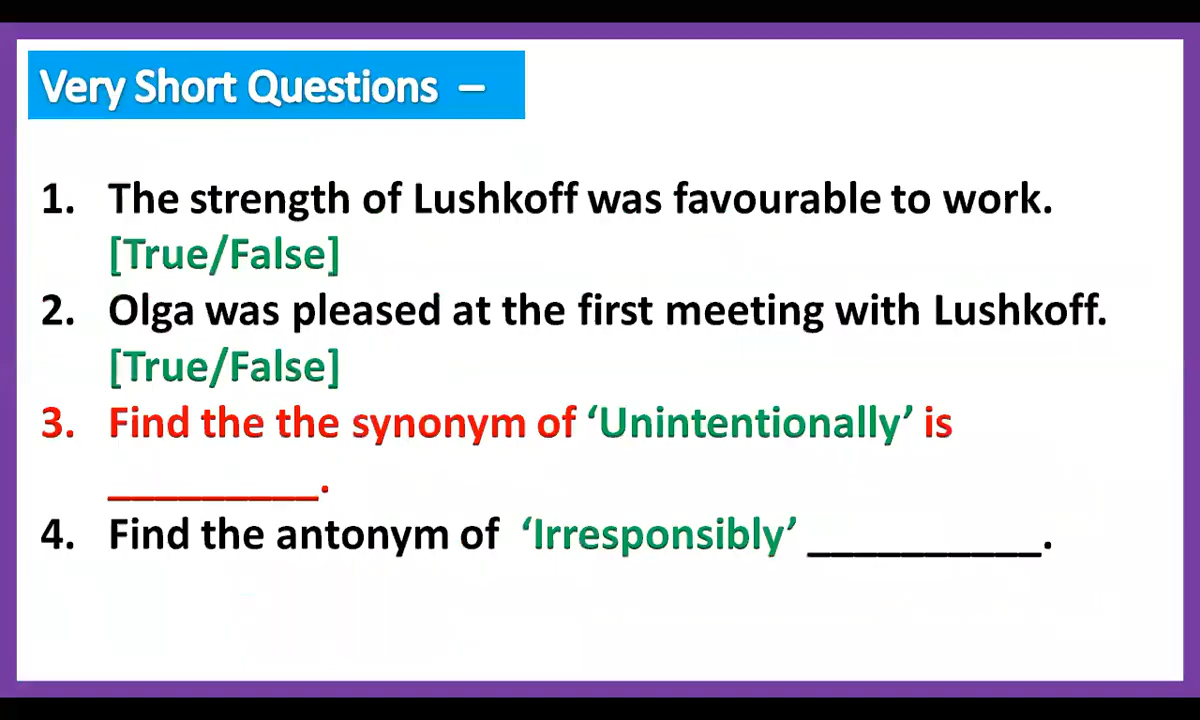 Very Short Questions –
1. The strength of Lushkoff was favourable to work.
[True/False]
2. Olga was pleased at the first meeting with Lushkoff.
[True/False]
3. Find the the synonym of ‘Unintentionally’ is
_________.
4. Find the antonym of ‘Irresponsibly’ __________.